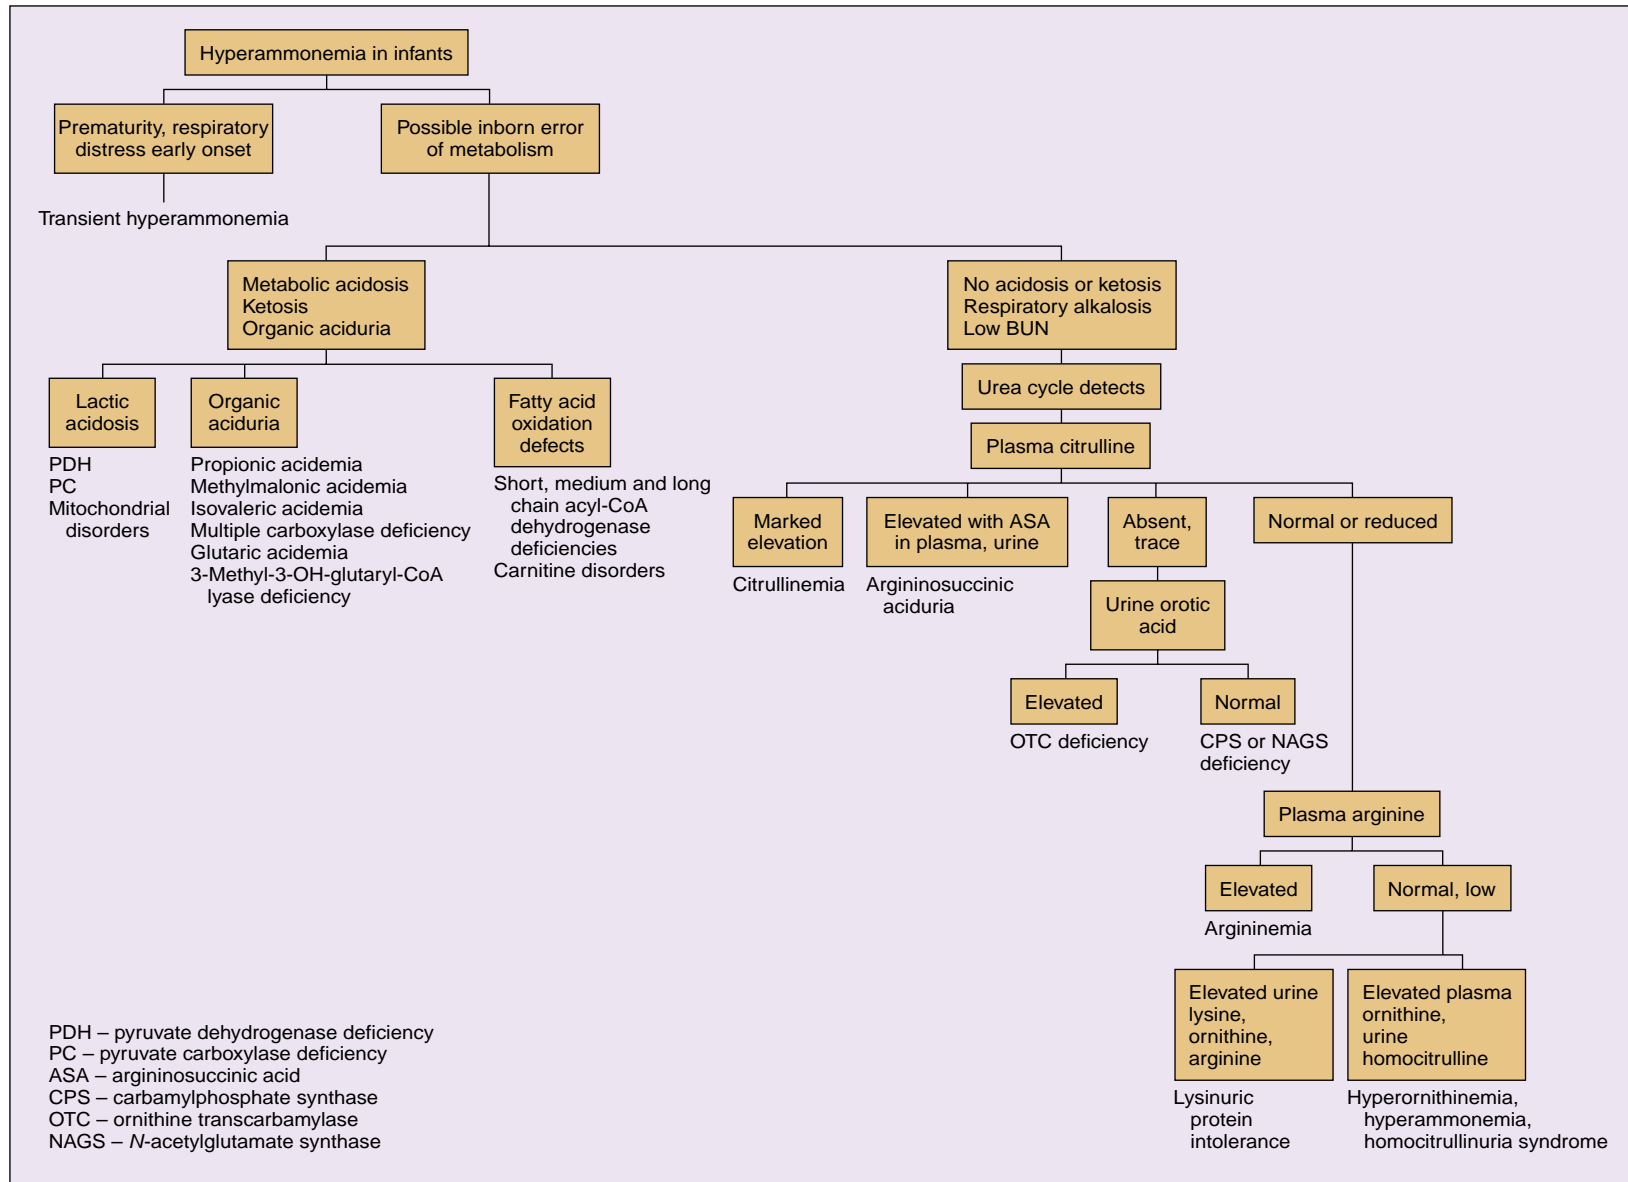 Hyperammonemia in infants
Prematurity, respiratory
distress early onset
Possible inborn error
of metabolism
Transient hyperammonemia
Metabolic acidosis
Ketosis
Organic aciduria
No acidosis or ketosis
Respiratory alkalosis
Low BUN
Lactic
acidosis
PDH
PC
Mitochondrial
disorders
Organic
aciduria
Propionic acidemia
Methylmalonic acidemia
Isovaleric acidemia
Multiple carboxylase deficiency
Glutaric acidemia
3-Methyl-3-OH-glutaryl-CoA
lyase deficiency
Fatty acid
oxidation
defects
Short, medium and long
chain acyl-CoA
dehydrogenase
deficiencies
Carnitine disorders
Urea cycle detects
Plasma citrulline
Marked
elevation
Citrullinemia
Elevated with ASA
in plasma, urine
Argininosuccinic
aciduria
Absent,
trace
Normal or reduced
Urine orotic
acid
Elevated
OTC deficiency
Normal
CPS or NAGS
deficiency
Plasma arginine
Elevated
Argininemia
Normal, low
Elevated urine
lysine,
ornithine,
arginine
Lysinuric
protein
intolerance
Elevated plasma
ornithine,
urine
homocitrulline
Hyperornithinemia,
hyperammonemia,
homocitrullinuria syndrome
PDH – pyruvate dehydrogenase deficiency
PC – pyruvate carboxylase deficiency
ASA – argininosuccinic acid
CPS – carbamylphosphate synthase
OTC – ornithine transcarbamylase
NAGS – N-acetylglutamate synthase